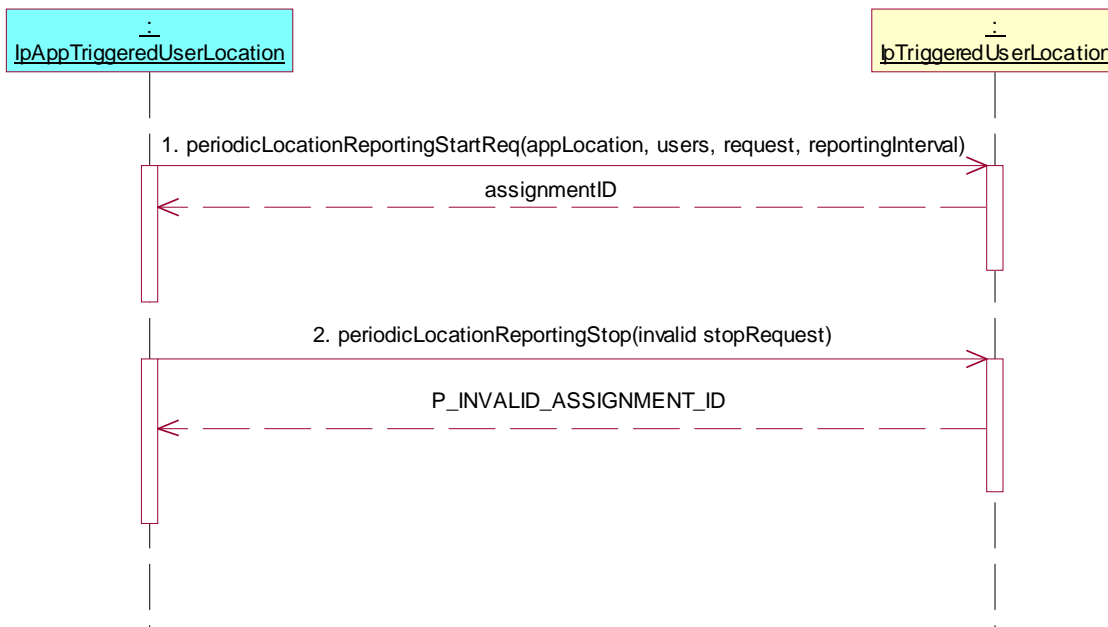 :
IpAppTriggeredUserLocation
:
IpTriggeredUserLocation
1. periodicLocationReportingStartReq(appLocation, users, request, reportingInterval)
assignmentID
2. periodicLocationReportingStop(invalid stopRequest)
P_INVALID_ASSIGNMENT_ID